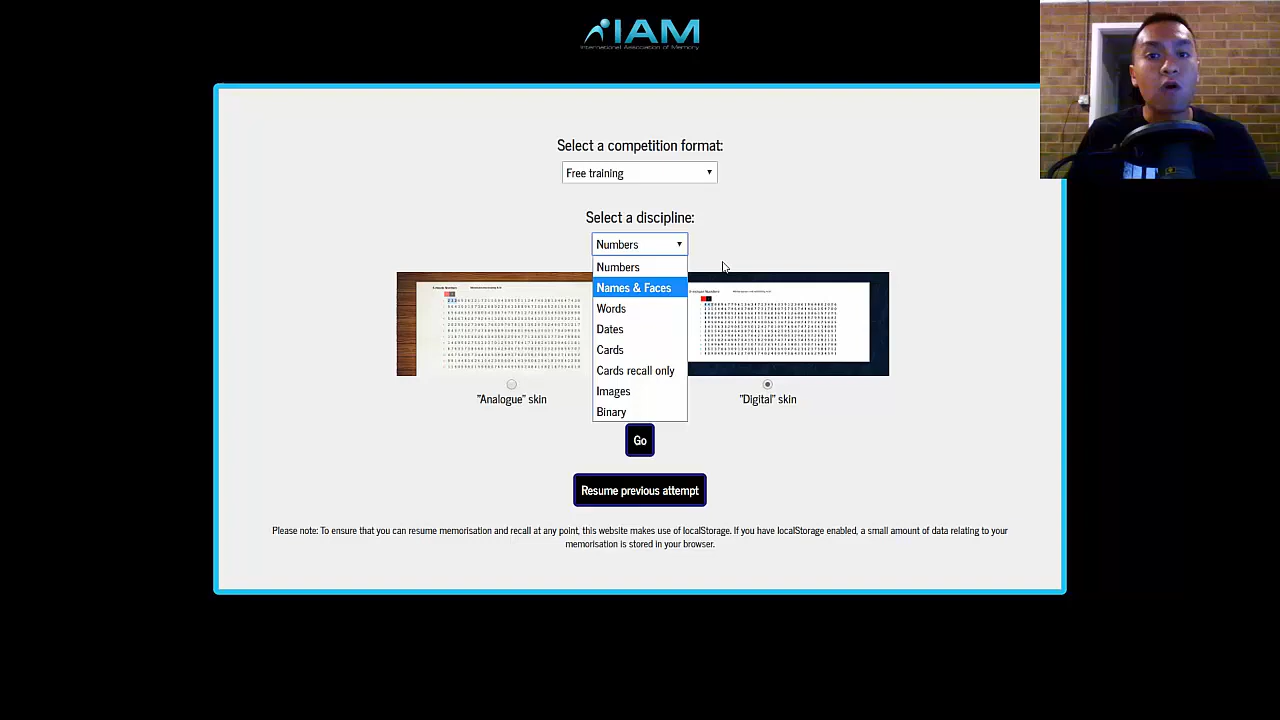 IAM
International Association of Memory
Select a competition format:
Free training
Select a discipline:
Numbers
Numbers
Names & Faces
Words
Dates
Cards
Cards recall only
Images
Binary
"Analogue" skin
"Digital" skin
Go
Resume previous attempt
Please note: To ensure that you can resume memorisation and recall at any point, this website makes use of localStorage. If you have localStorage enabled, a small amount of data relating to your
memorisation is stored in your browser.